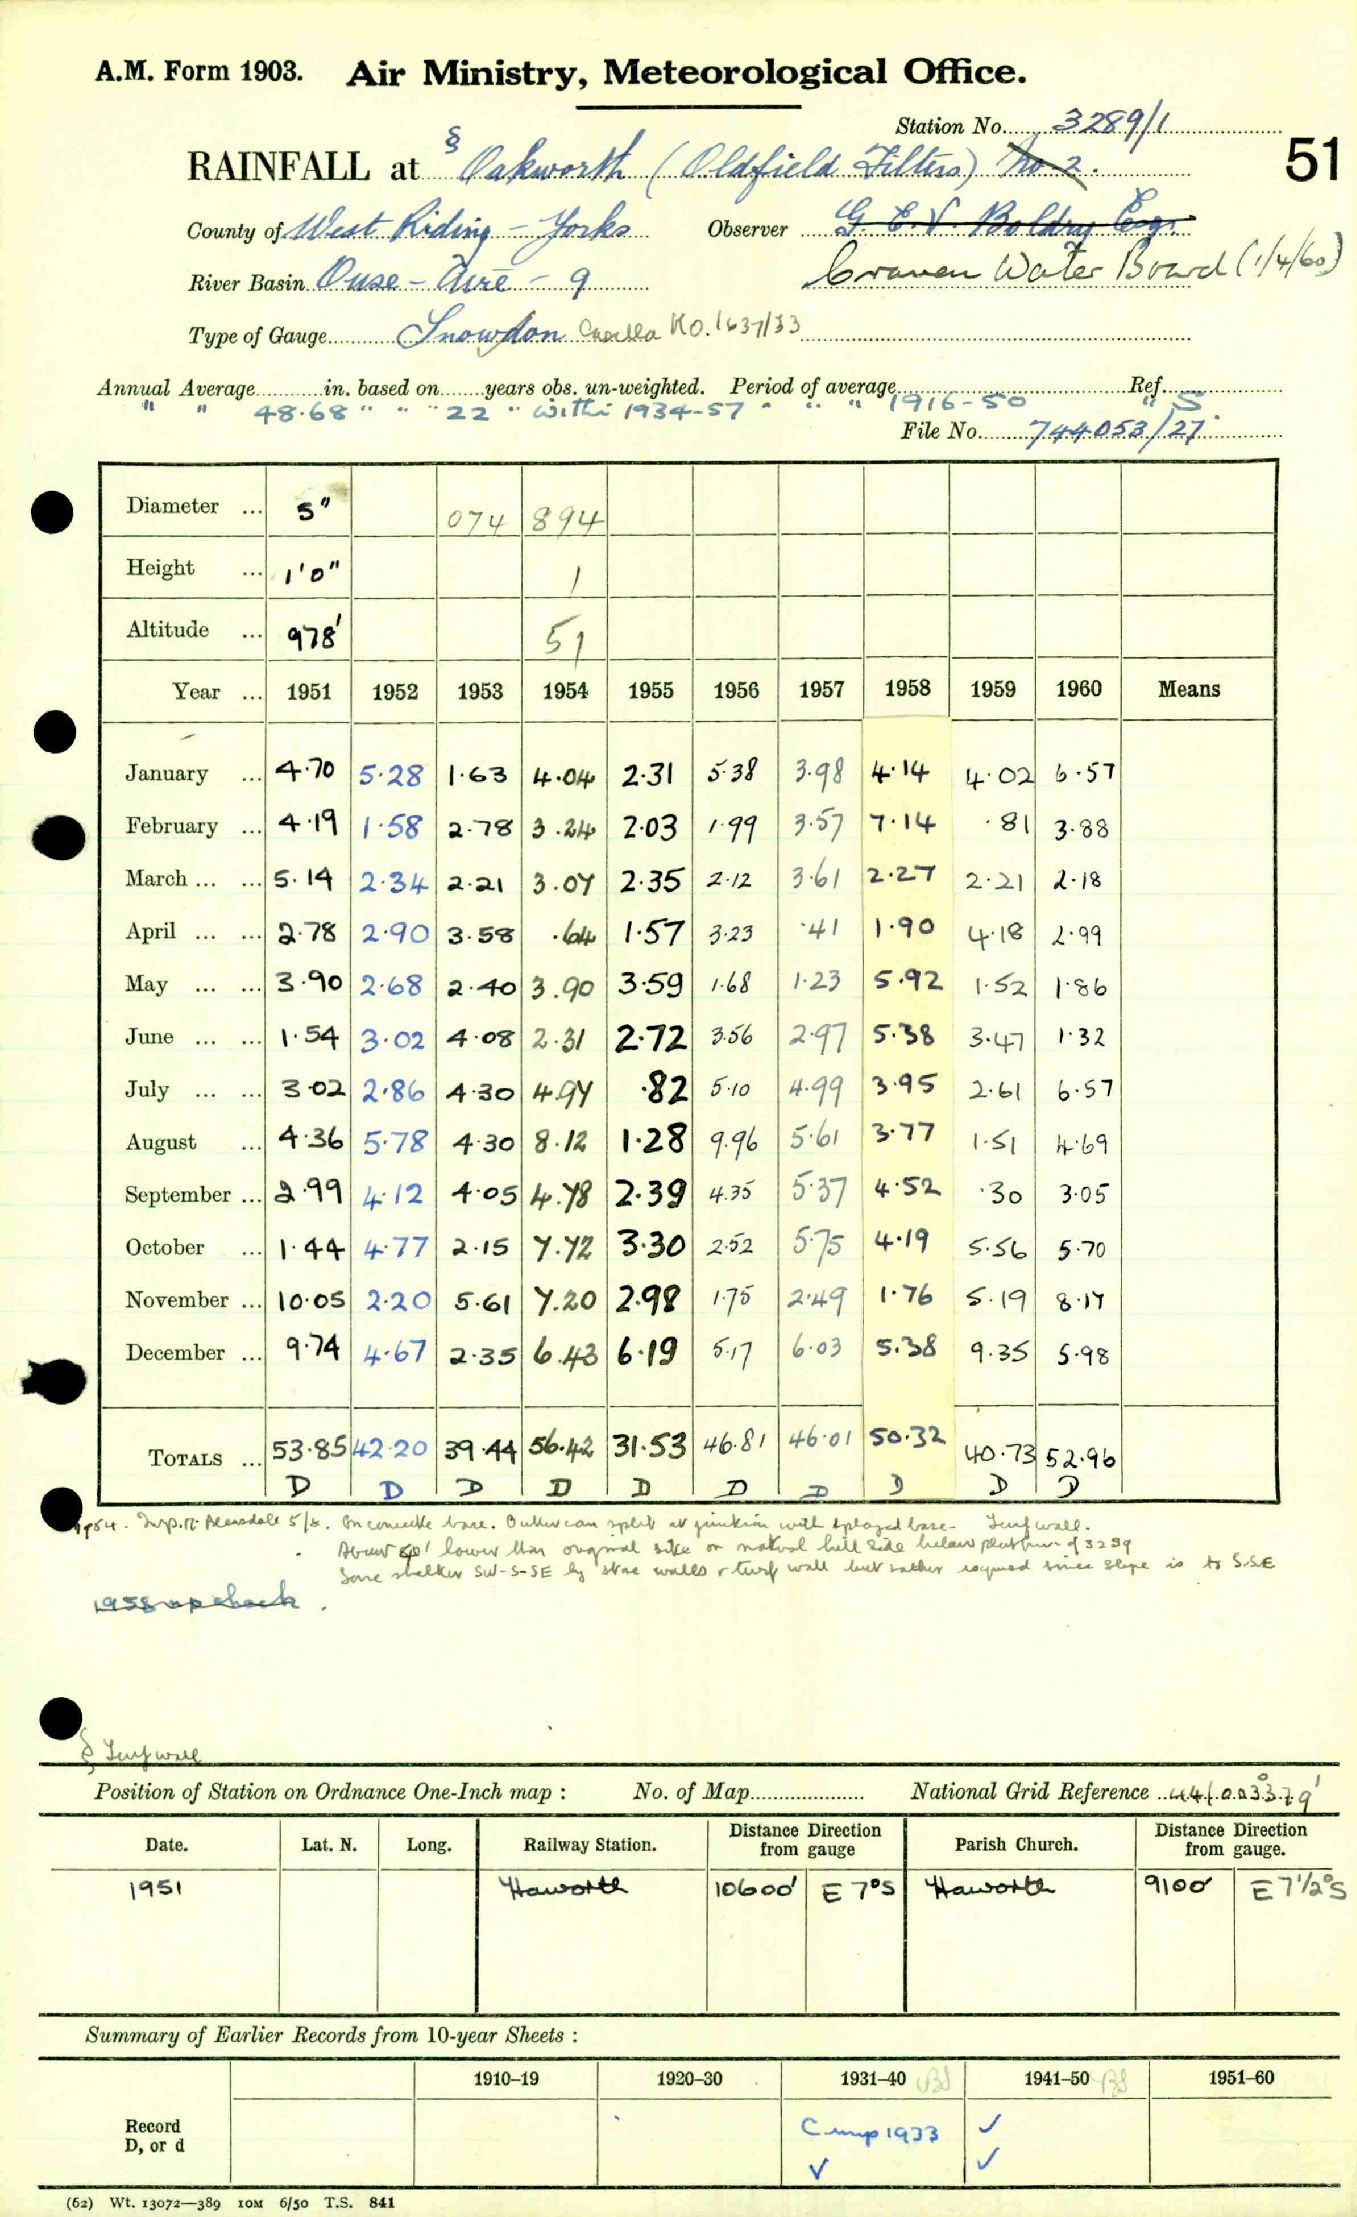 A.M. Form 1903. Air Ministry, Meteorological Office.
Station No. 3289/1
51
RAINFALL at § Oakworth (Oldfield Filters) No 2.
County of West Riding - Yorks Observer G. E. V. Boldry Esq.
River Basin Ouse - Aire - 9 Craven Water Board (1/4/60)
Type of Gauge Snowdon Casella NO. 1637/33
Annual Average in. based on years obs. un-weighted. Period of average Ref.
" " 48.68 " " " 22 " within 1934-57 " " " 1916-50 " S.
File No. 744053/27
Diameter ... 5" 074 894
Height ... 1'0" 1
Altitude ... 978' 51
Year ... 1951 1952 1953 1954 1955 1956 1957 1958 1959 1960 Means
January ... 4.70 5.28 1.63 4.04 2.31 5.38 3.98 4.14 4.02 6.57
February ... 4.19 1.58 2.78 3.24 2.03 1.99 3.57 7.14 .81 3.88
March ... ... 5.14 2.34 2.21 3.07 2.35 2.12 3.61 2.27 2.21 2.18
April ... ... 2.78 2.90 3.58 .64 1.57 3.23 .41 1.90 4.18 2.99
May ... ... 3.90 2.68 2.40 3.90 3.59 1.68 1.23 5.92 1.52 1.86
June ... ... 1.54 3.02 4.08 2.31 2.72 3.56 2.97 5.38 3.47 1.32
July ... ... 3.02 2.86 4.30 4.97 .82 5.10 4.99 3.95 2.61 6.57
August ... 4.36 5.78 4.30 8.12 1.28 9.96 5.61 3.77 1.51 4.69
September ... 2.99 4.12 4.05 4.78 2.39 4.35 5.37 4.52 .30 3.05
October ... 1.44 4.77 2.15 7.72 3.30 2.52 5.75 4.19 5.56 5.70
November ... 10.05 2.20 5.61 7.20 2.98 1.75 2.49 1.76 5.19 8.17
December ... 9.74 4.67 2.35 6.43 6.19 5.17 6.03 5.38 9.35 5.98
TOTALS ... 53.85 42.20 39.44 56.42 31.53 46.81 46.01 50.32 40.73 52.96
D D D D D D D D D D
1954. Insp. 5/8. On concrete base. Outer can split at junction with splayed base. Turf wall.
About 50' lower than original site on natural hill side below platform of 3289
Some shelter SW-S-SE by stone walls & turf wall but rather required since slope is to S.SE
1958 up check.
§ Turf wall
Position of Station on Ordnance One-Inch map : No. of Map National Grid Reference 44/003379
Date. Lat. N. Long. Railway Station. Distance Direction from gauge Parish Church. Distance Direction from gauge.
1951 Haworth 10600' E 7°S Haworth 9100' E 7½°S
Summary of Earlier Records from 10-year Sheets :
1910–19 1920–30 1931–40 1941–50 1951–60
Record Cmp 1933 ✓
D, or d ✓ ✓
(62) Wt. 13072—389 10M 6/50 T.S. 841